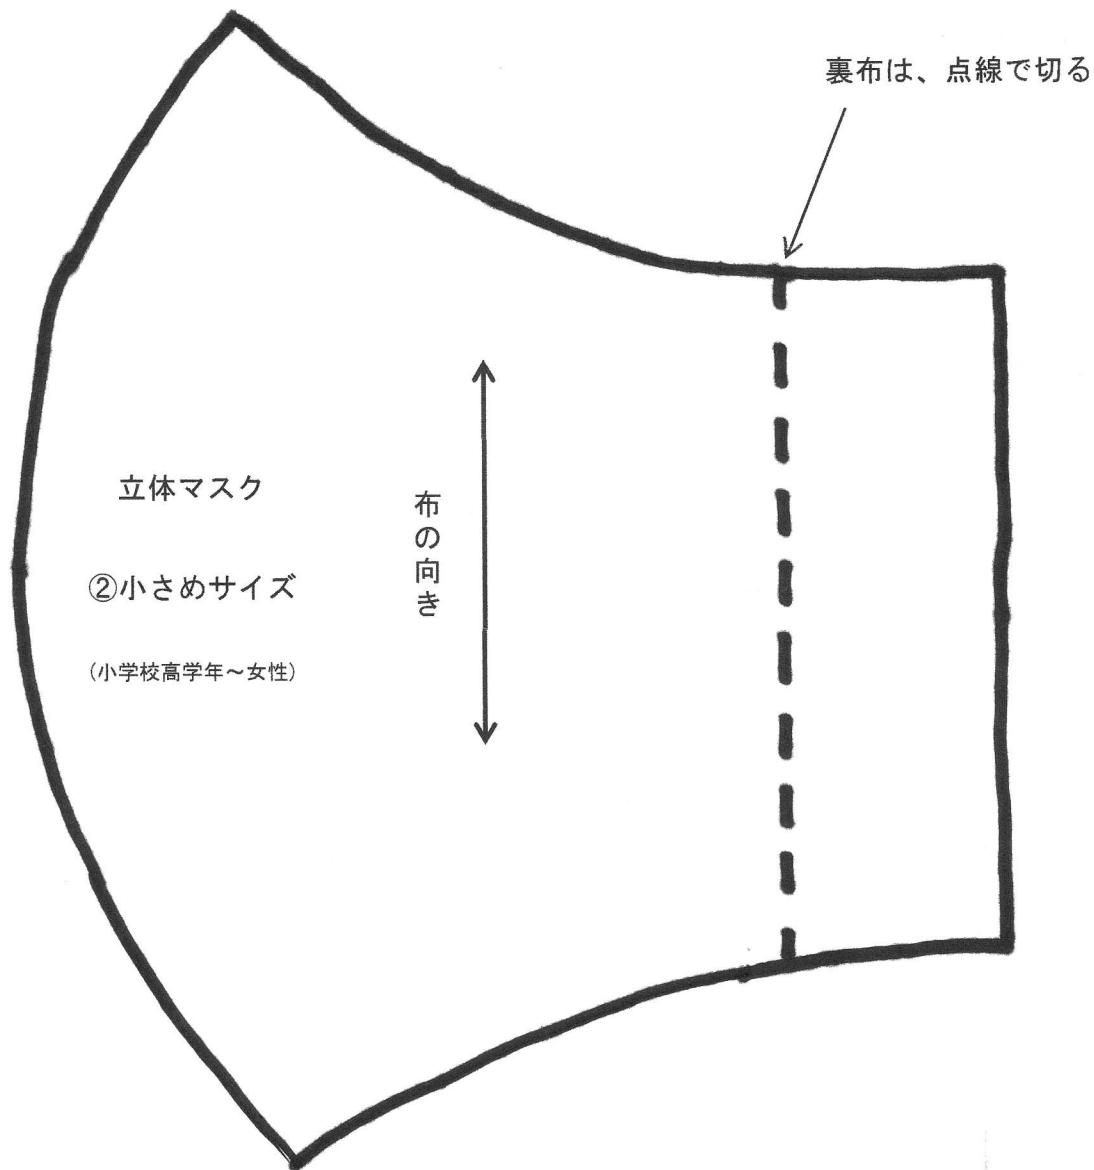 裏布は、点線で切る
立体マスク
②小さめサイズ
(小学校高学年～女性)
布の向き